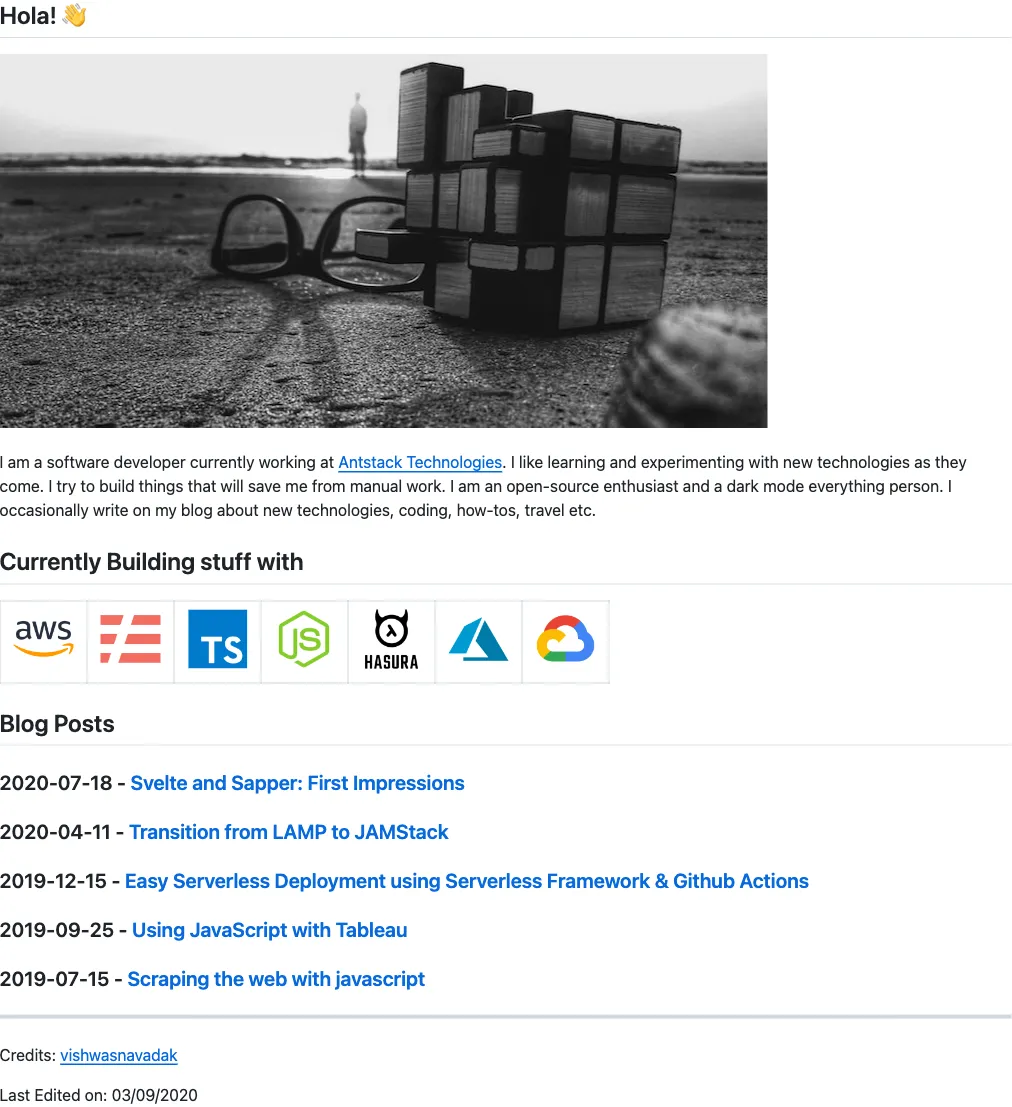 Hola! 👋
I am a software developer currently working at Antstack Technologies. I like learning and experimenting with new technologies as they
come. I try to build things that will save me from manual work. I am an open-source enthusiast and a dark mode everything person. I
occasionally write on my blog about new technologies, coding, how-tos, travel etc.
Currently Building stuff with
aws TS JS HASURA
Blog Posts
2020-07-18 - Svelte and Sapper: First Impressions
2020-04-11 - Transition from LAMP to JAMStack
2019-12-15 - Easy Serverless Deployment using Serverless Framework & Github Actions
2019-09-25 - Using JavaScript with Tableau
2019-07-15 - Scraping the web with javascript
Credits: vishwasnavadak
Last Edited on: 03/09/2020